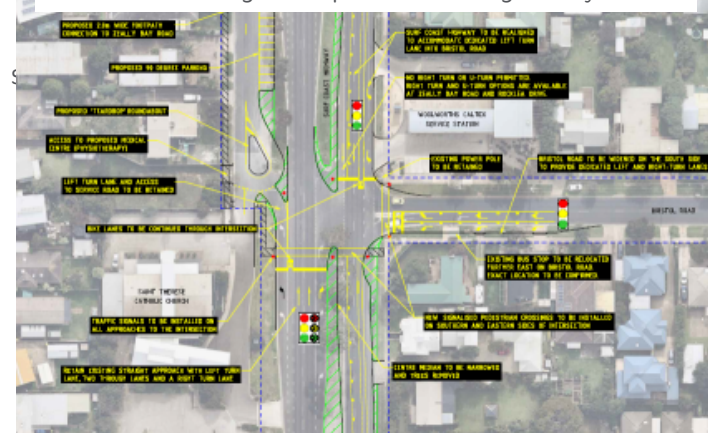 PROPOSED 2.5m WIDE FOOTPATH
CONNECTION TO ZEALLY BAY ROAD
PROPOSED 90 DEGREE PARKING
PROPOSED 'TEARDROP' ROUNDABOUT
ACCESS TO PROPOSED MEDICAL
CENTRE (PHYSIOTHERAPY)
LEFT TURN LANE AND ACCESS
TO SERVICE ROAD TO BE RETAINED
BIKE LANES TO BE CONTINUED THROUGH INTERSECTION
SAINT THERESE
CATHOLIC CHURCH
TRAFFIC SIGNALS TO BE INSTALLED ON
ALL APPROACHES TO THE INTERSECTION
RETAIN EXISTING STRAIGHT APPROACH WITH LEFT TURN
LANE, TWO THROUGH LANES AND A RIGHT TURN LANE
SURF COAST HIGHWAY
SURF COAST HIGHWAY TO BE REALIGNED
TO ACCOMMODATE DEDICATED LEFT TURN
LANE INTO BRISTOL ROAD
NO RIGHT TURN OR U-TURN PERMITTED.
RIGHT TURN AND U-TURN OPTIONS ARE AVAILABLE
AT ZEALLY BAY ROAD AND
WOOLWORTHS CALTEX
SERVICE STATION
EXISTING POWER POLE
TO BE RETAINED
BRISTOL ROAD TO BE WIDENED ON THE SOUTH SIDE
TO PROVIDE DEDICATED LEFT AND RIGHT-TURN LANES
BRISTOL ROAD
EXISTING BUS STOP TO BE RELOCATED
FURTHER EAST ON BRISTOL ROAD.
EXACT LOCATION TO BE CONFIRMED.
NEW SIGNALISED PEDESTRIAN CROSSINGS TO BE INSTALLED
ON SOUTHERN AND EASTERN SIDES OF INTERSECTION
CENTRE MEDIAN TO BE NARROWED
AND TREES REMOVED